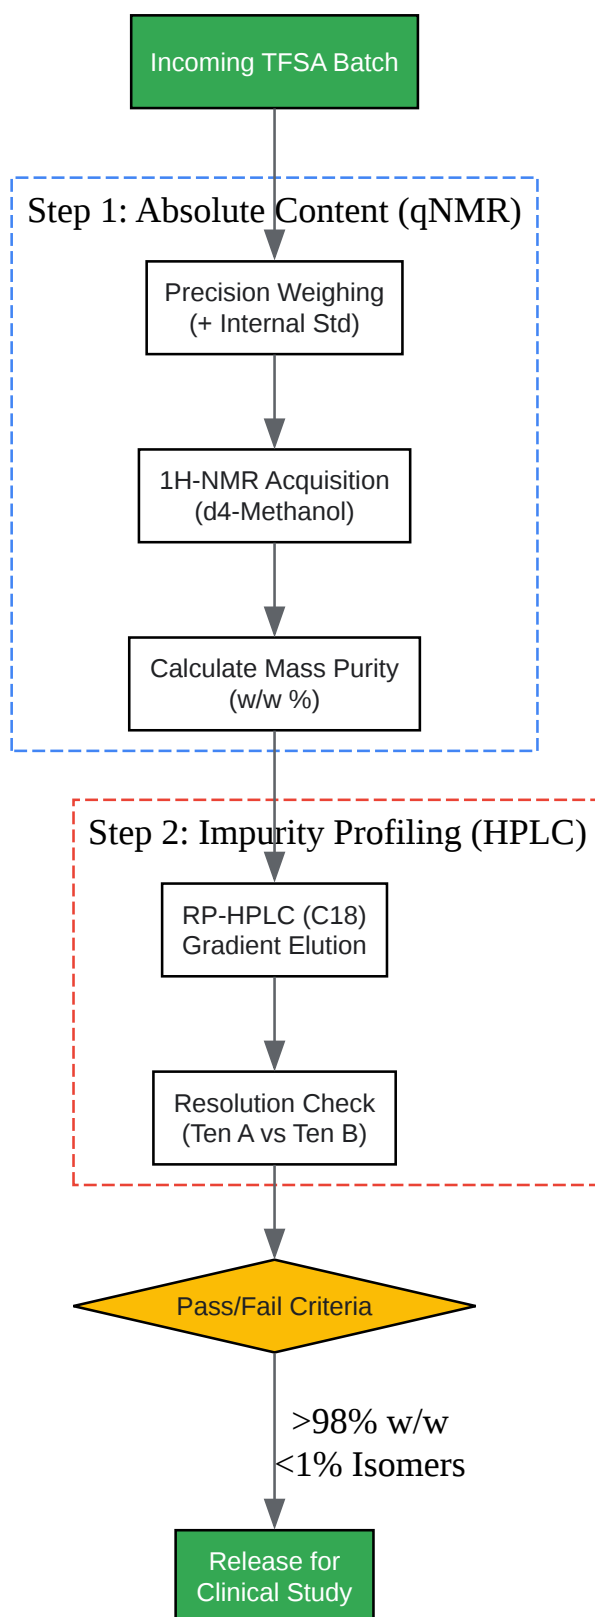 Incoming TFSA Batch
Step 1: Absolute Content (qNMR)
Precision Weighing
(+ Internal Std)
1H-NMR Acquisition
(d4-Methanol)
Calculate Mass Purity
(w/w %)
Step 2: Impurity Profiling (HPLC)
RP-HPLC (C18)
Gradient Elution
Resolution Check
(Ten A vs Ten B)
Pass/Fail Criteria
>98% w/w
<1% Isomers
Release for
Clinical Study